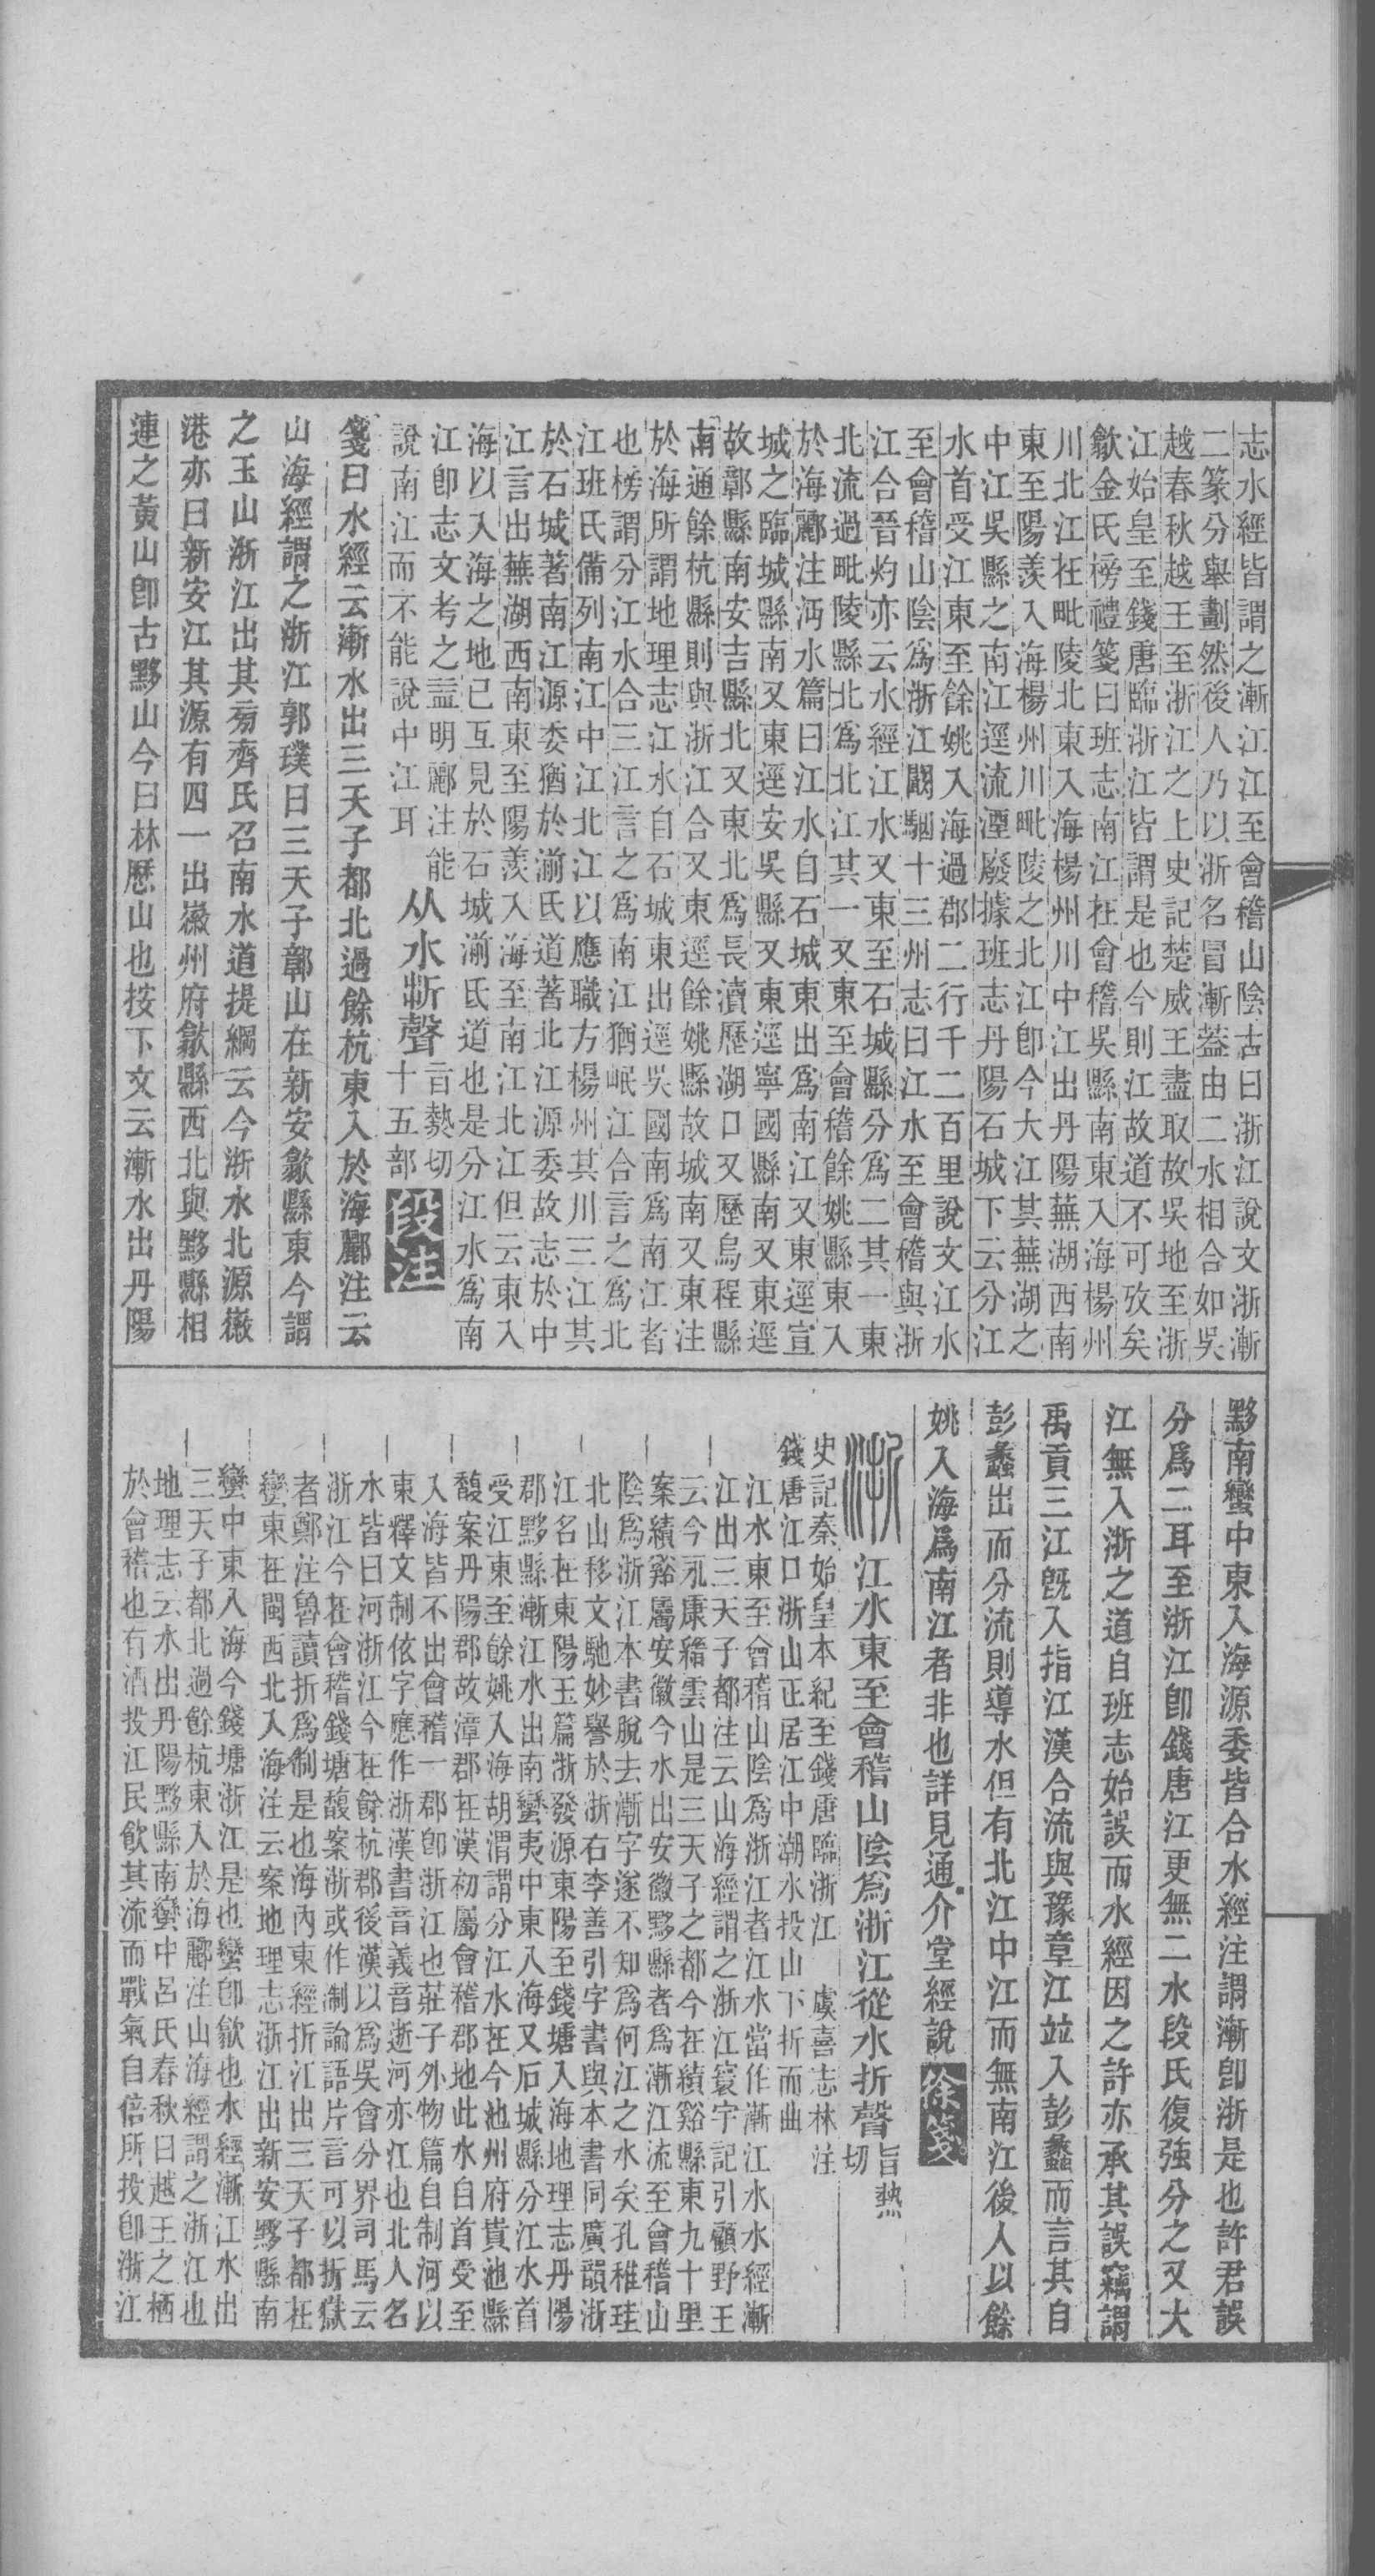 志水經皆謂之漸江江至會稽山陰古曰浙江說文浙漸
二篆分舉劃然後人乃以浙名冒漸蓋由二水相合如吳
越春秋越王至浙江之上史記楚威王盡取故吳地至浙
江始皇至錢唐臨浙江皆謂是也今則江故道不可攷矣
歙金氏榜禮箋曰班志南江在會稽吳縣南東入海楊州
川北江在毗陵北東入海楊州川中江出丹陽蕪湖西南
東至陽羨入海楊州川毗陵之北江卽今大江其蕪湖之
中江吳縣之南江逕流湮廢據班志丹陽石城下云分江
水首受江東至餘姚入海過郡二行千二百里說文江水
至會稽山陰爲浙江闞駰十三州志曰江水至會稽與浙
江合晉灼亦云水經江水又東至石城縣分爲二其一東
北流過毗陵縣北爲北江其一又東至會稽餘姚縣東入
於海酈注沔水篇曰江水自石城東出爲南江又東逕宣
城之臨城縣南又東逕安吳縣又東逕寧國縣南又東逕
故鄣縣南安吉縣北又東北爲長瀆歷湖口又歷烏程縣
南通餘杭縣則與浙江合又東逕餘姚縣故城南又東注
於海所謂地理志江水自石城東出逕吳國南爲南江者
也榜謂分江水合三江言之爲南江猶岷江合言之爲北
江班氏備列南江中江北江以應職方楊州其川三江其
於石城著南江源委猶於湔氐道著北江源委故志於中
江言出蕪湖西南東至陽羨入海至南江北江但云東入
海以入海之地已互見於石城湔氐道也是分江水爲南
江卽志文考之盖明酈注能
說南江而不能說中江耳从水斬聲旨熱切十五部段注
箋曰水經云漸水出三天子都北過餘杭東入於海酈注云
山海經謂之浙江郭璞曰三天子鄣山在新安歙縣東今謂
之玉山浙江出其㫄齊氏召南水道提綱云今浙水北源徽
港亦曰新安江其源有四一出徽州府歙縣西北與黟縣相
連之黃山卽古黟山今曰林歷山也按下文云漸水出丹陽
黟南蠻中東入海源委皆合水經注謂漸卽浙是也許君誤
分爲二耳至浙江卽錢唐江更無二水段氏復強分之又大
江無入浙之道自班志始誤而水經因之許亦承其誤竊謂
禹貢三江旣入指江漢合流與豫章江竝入彭蠡而言其自
彭蠡出而分流則導水但有北江中江而無南江後人以餘
姚入海爲南江者非也詳見通介堂經說徐箋
浙江水東至會稽山陰爲浙江從水折聲旨熱切
史記秦始皇本紀至錢唐臨浙江　虞喜志林注
錢唐江口浙山正居江中潮水投山下折而曲
江水東至會稽山陰爲浙江者江水當作漸江水水經漸
江出三天子都注云山海經謂之浙江寰宇記引顧野王
云今永康縉雲山是三天子之都今在績谿縣東九十里
案績谿屬安徽今水出安徽黟縣者爲漸江流至會稽山
陰爲浙江本書脫去漸字遂不知爲何江之水矣孔稚珪
北山移文馳妙譽於浙右李善引字書與本書同廣韻浙
江名在東陽玉篇浙發源東陽至錢塘入海地理志丹陽
郡黟縣漸江水出南蠻夷中東入海又石城縣分江水首
受江東至餘姚入海胡渭謂分江水在今池州府貴池縣
馥案丹陽郡故漳郡在漢初屬會稽郡地此水自首受至
入海皆不出會稽一郡卽浙江也莊子外物篇自制河以
東釋文制依字應作浙漢書音義音逝河亦江也北人名
水皆曰河浙江今在餘杭郡後漢以爲吳會分界司馬云
浙江今在會稽錢塘馥案浙或作淛論語片言可以折獄
者鄭注魯讀折爲制是也海內東經折江出三天子都在
蠻東在閩西北入海注云案地理志浙江出新安黟縣南
蠻中東入海今錢塘浙江是也蠻卽歙也水經漸江水出
三天子都北過餘杭東入於海酈注山海經謂之浙江也
地理志云水出丹陽黟縣南蠻中呂氏春秋曰越王之栖
於會稽也有酒投江民飲其流而戰氣自倍所投卽浙江